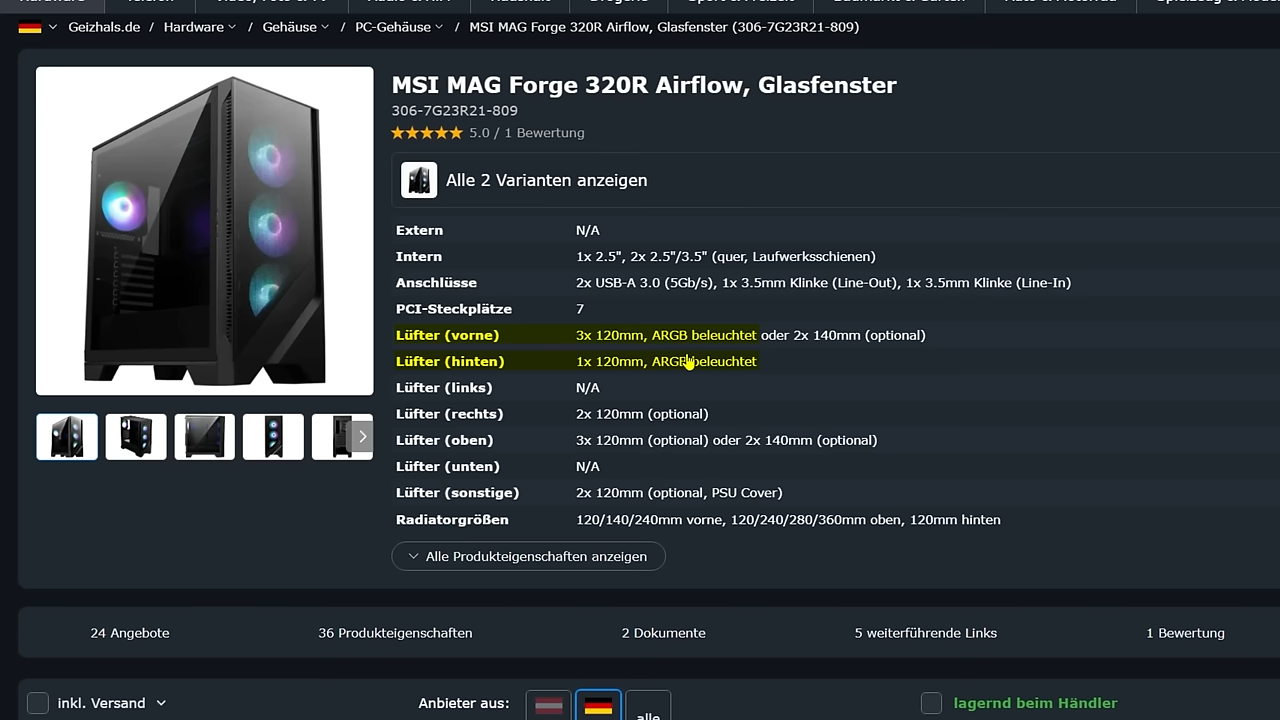 Geizhals.de / Hardware / Gehäuse / PC-Gehäuse / MSI MAG Forge 320R Airflow, Glasfenster (306-7G23R21-809)
MSI MAG Forge 320R Airflow, Glasfenster
306-7G23R21-809
5.0 / 1 Bewertung
Alle 2 Varianten anzeigen
Extern N/A
Intern 1x 2.5", 2x 2.5"/3.5" (quer, Laufwerksschienen)
Anschlüsse 2x USB-A 3.0 (5Gb/s), 1x 3.5mm Klinke (Line-Out), 1x 3.5mm Klinke (Line-In)
PCI-Steckplätze 7
Lüfter (vorne) 3x 120mm, ARGB beleuchtet oder 2x 140mm (optional)
Lüfter (hinten) 1x 120mm, ARGB beleuchtet
Lüfter (links) N/A
Lüfter (rechts) 2x 120mm (optional)
Lüfter (oben) 3x 120mm (optional) oder 2x 140mm (optional)
Lüfter (unten) N/A
Lüfter (sonstige) 2x 120mm (optional, PSU Cover)
Radiatorgrößen 120/140/240mm vorne, 120/240/280/360mm oben, 120mm hinten
Alle Produkteigenschaften anzeigen
24 Angebote 36 Produkteigenschaften 2 Dokumente 5 weiterführende Links 1 Bewertung
inkl. Versand Anbieter aus: alle lagernd beim Händler